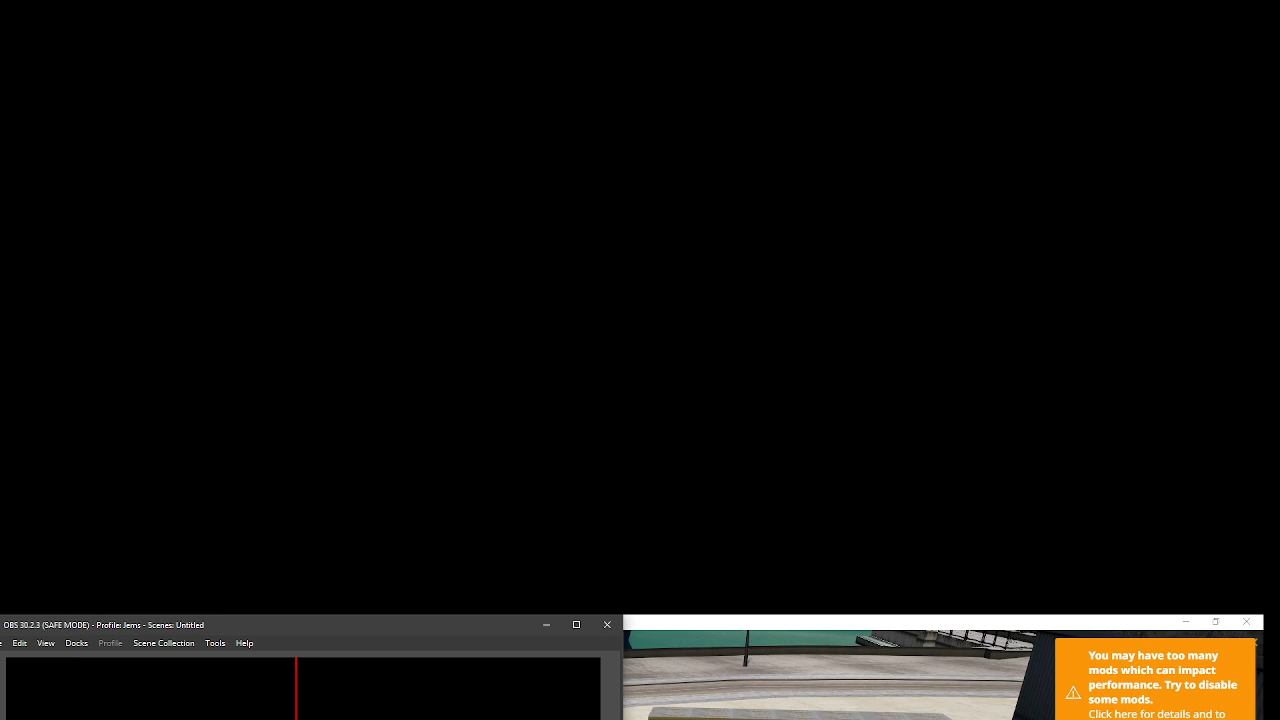 OBS 30.2.3 (SAFE MODE) - Profile: Jems - Scenes: Untitled
Edit View Docks Profile Scene Collection Tools Help
You may have too many
mods which can impact
performance. Try to disable
some mods.
Click here for details and to